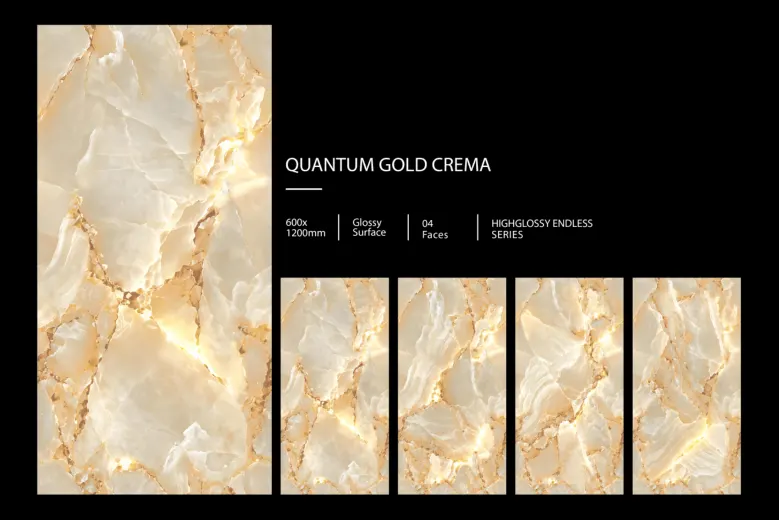 QUANTUM GOLD CREMA
600x
1200mm
Glossy
Surface
04
Faces
HIGHGLOSSY ENDLESS
SERIES